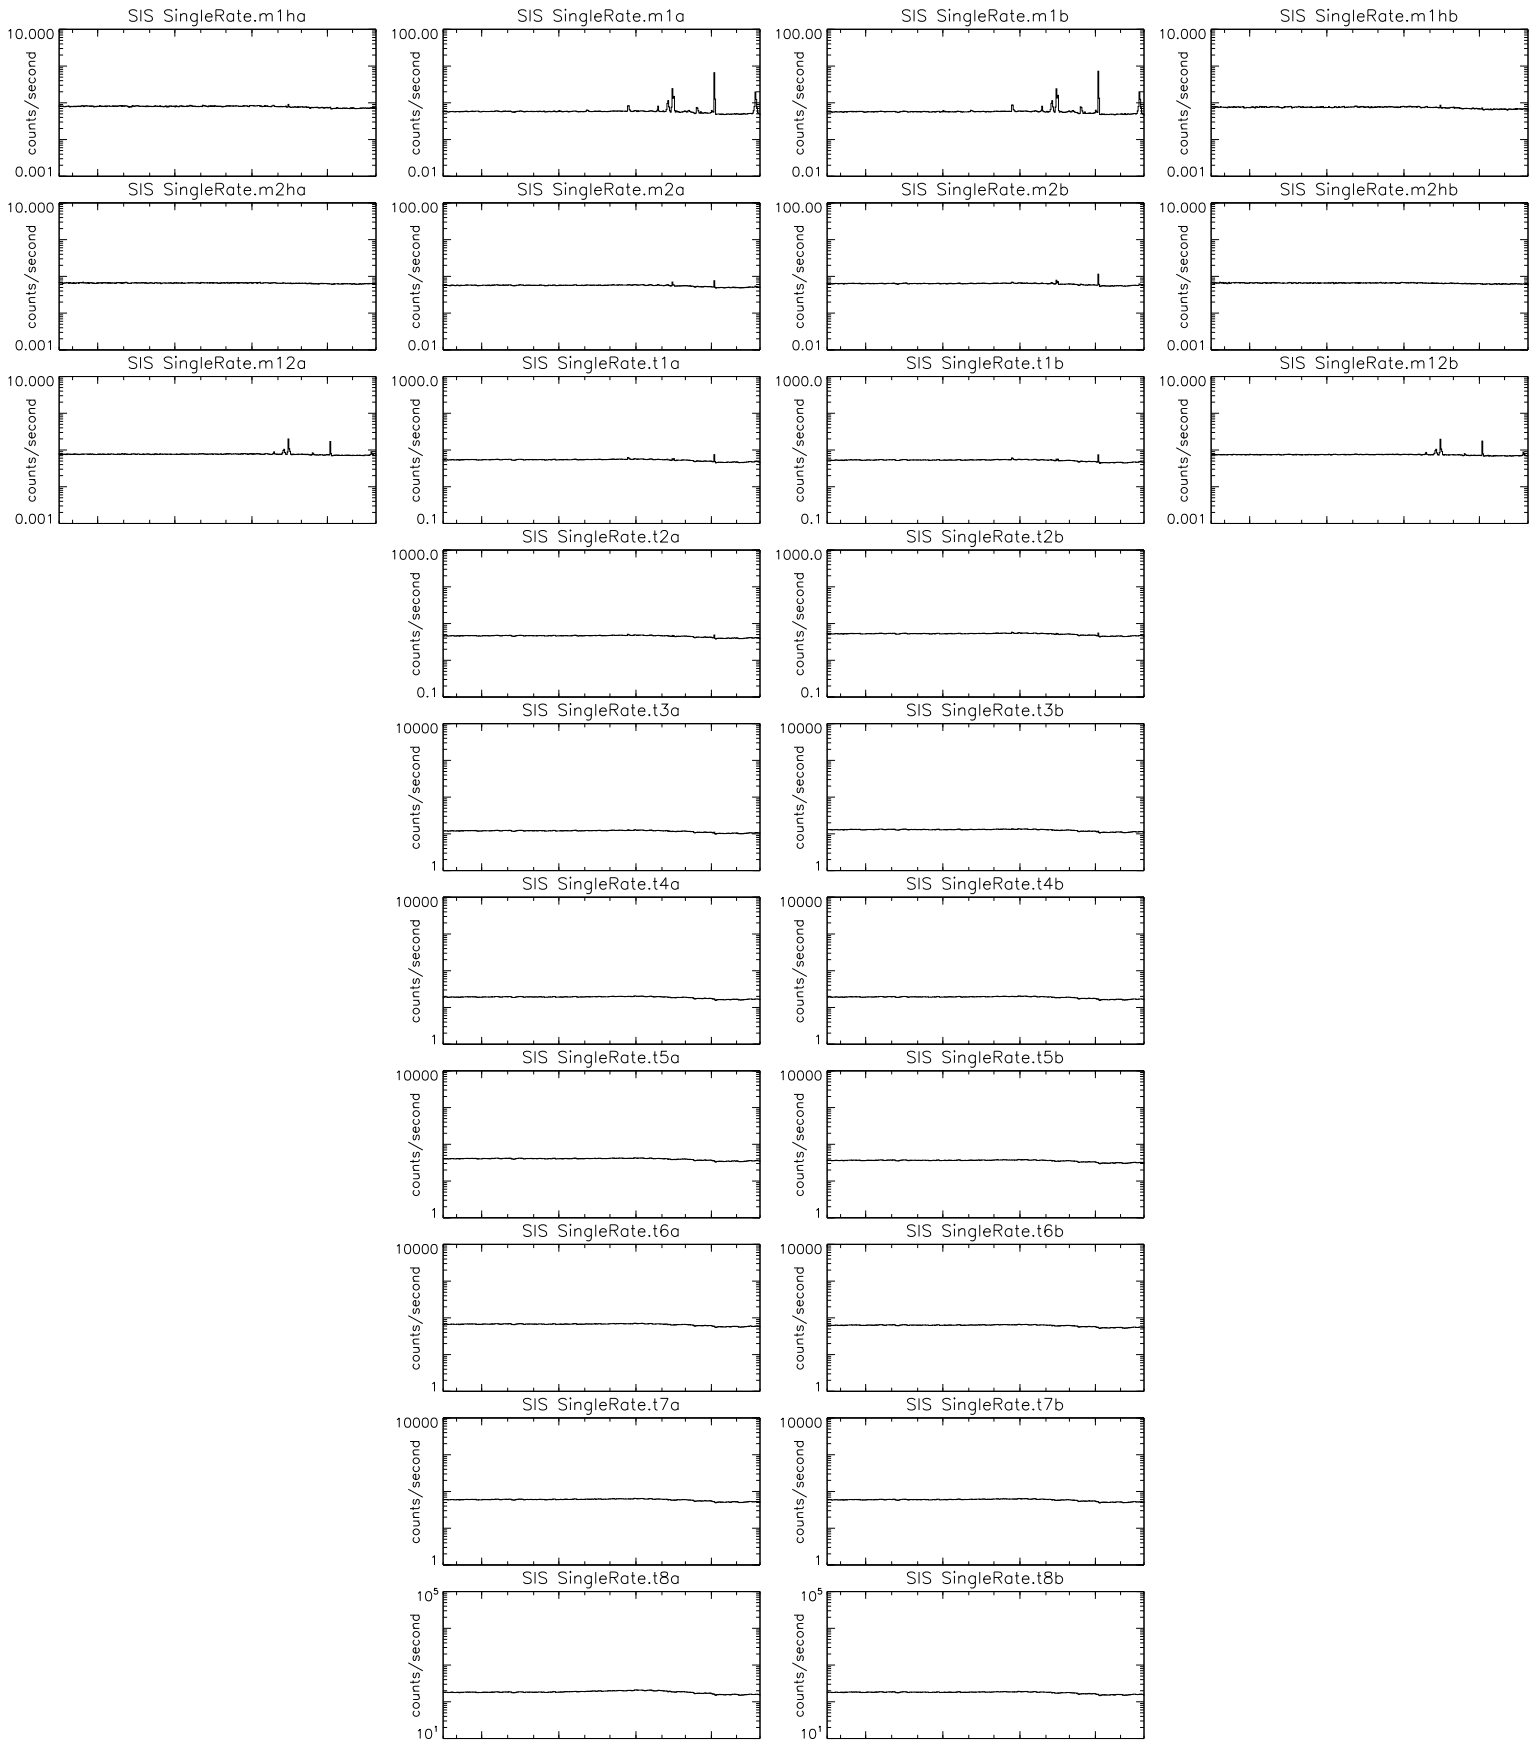 SIS SingleRate.m1ha
10.000
counts/second
0.001
SIS SingleRate.m1a
100.00
counts/second
0.01
SIS SingleRate.m1b
100.00
counts/second
0.01
SIS SingleRate.m1hb
10.000
counts/second
0.001
SIS SingleRate.m2ha
10.000
counts/second
0.001
SIS SingleRate.m2a
100.00
counts/second
0.01
SIS SingleRate.m2b
100.00
counts/second
0.01
SIS SingleRate.m2hb
10.000
counts/second
0.001
SIS SingleRate.m12a
10.000
counts/second
0.001
SIS SingleRate.t1a
1000.0
counts/second
0.1
SIS SingleRate.t1b
1000.0
counts/second
0.1
SIS SingleRate.m12b
10.000
counts/second
0.001
SIS SingleRate.t2a
1000.0
counts/second
0.1
SIS SingleRate.t2b
1000.0
counts/second
0.1
SIS SingleRate.t3a
10000
counts/second
1
SIS SingleRate.t3b
10000
counts/second
1
SIS SingleRate.t4a
10000
counts/second
1
SIS SingleRate.t4b
10000
counts/second
1
SIS SingleRate.t5a
10000
counts/second
1
SIS SingleRate.t5b
10000
counts/second
1
SIS SingleRate.t6a
10000
counts/second
1
SIS SingleRate.t6b
10000
counts/second
1
SIS SingleRate.t7a
10000
counts/second
1
SIS SingleRate.t7b
10000
counts/second
1
SIS SingleRate.t8a
10⁵
counts/second
10¹
SIS SingleRate.t8b
10⁵
counts/second
10¹